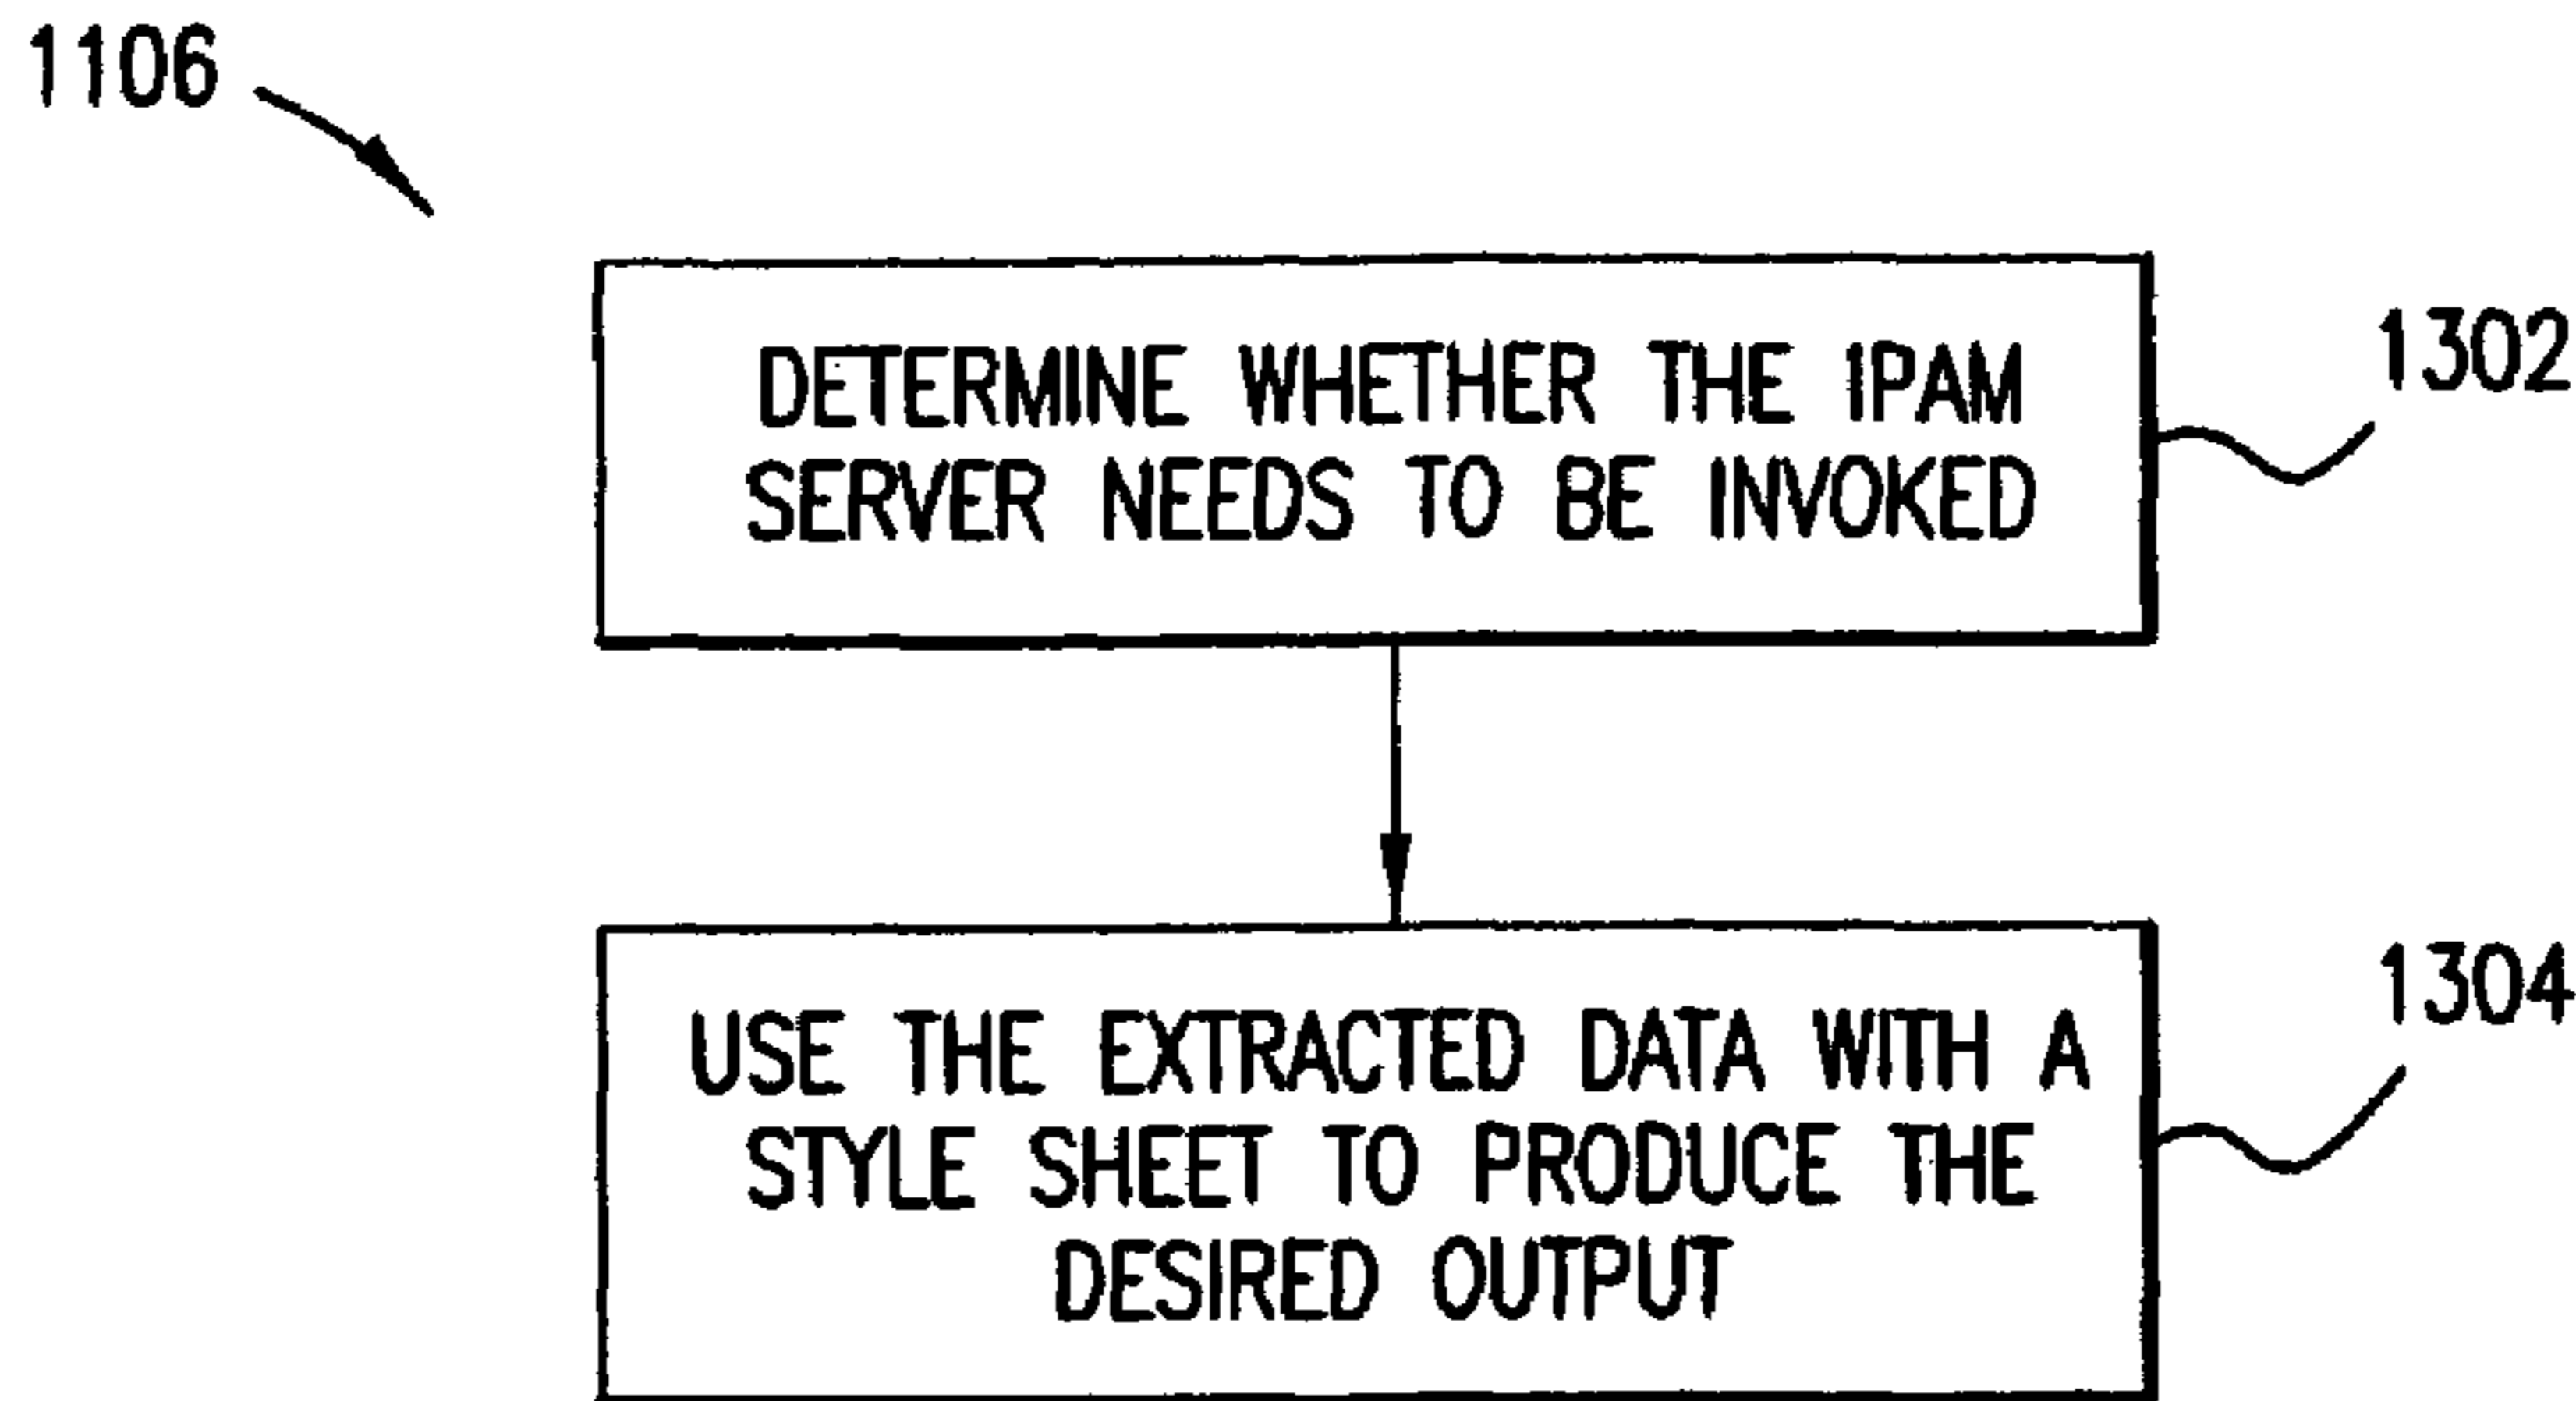 1106
DETERMINE WHETHER THE IPAM
SERVER NEEDS TO BE INVOKED
1302
USE THE EXTRACTED DATA WITH A
STYLE SHEET TO PRODUCE THE
DESIRED OUTPUT
1304